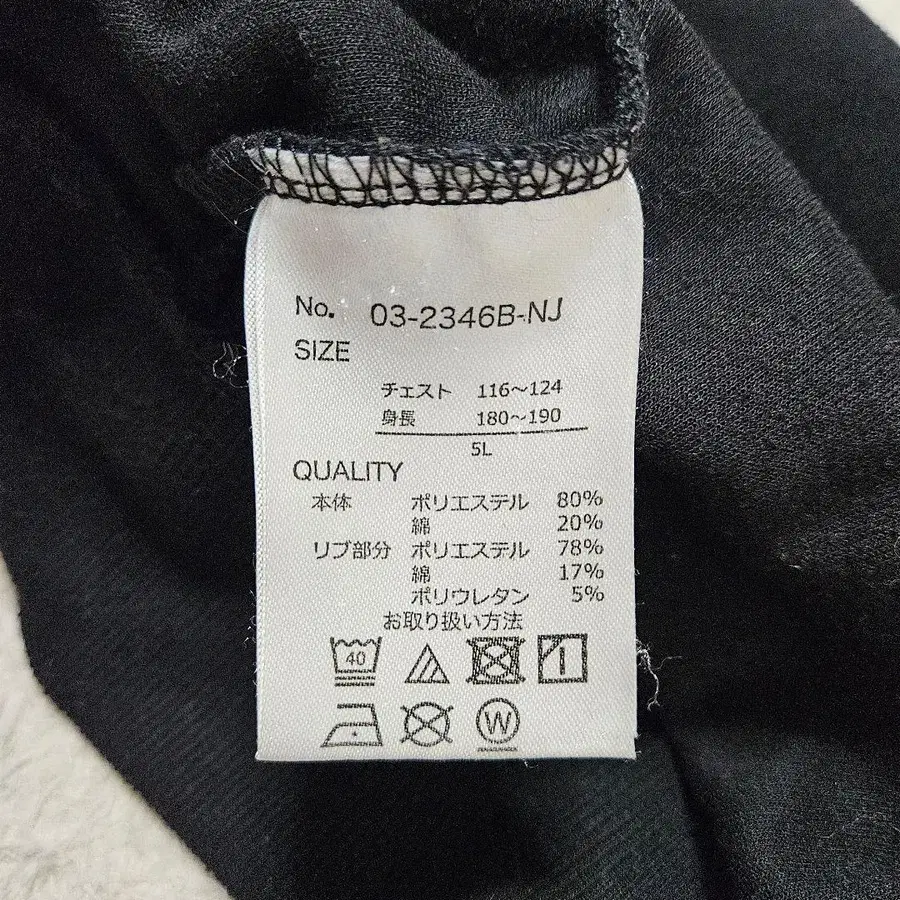 No. 03-2346B-NJ
SIZE
チェスト 116～124
身長 180～190
5L
QUALITY
本体 ポリエステル 80%
綿 20%
リブ部分 ポリエステル 78%
綿 17%
ポリウレタン 5%
お取り扱い方法
40
W